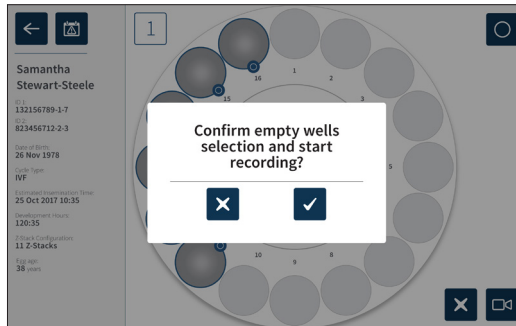 1
Samantha
Stewart-Steele
ID 1:
132156789-1-7
ID 2:
823456712-2-3
Date of Birth:
26 Nov 1978
Cycle Type:
IVF
Estimated Insemination Time:
25 Oct 2017 10:35
Development Hours:
120:35
Z-Stack Configuration:
11 Z-Stacks
Egg age:
38 years
16
1
2
15
3
Confirm empty wells
selection and start
recording?
5
10
9
8